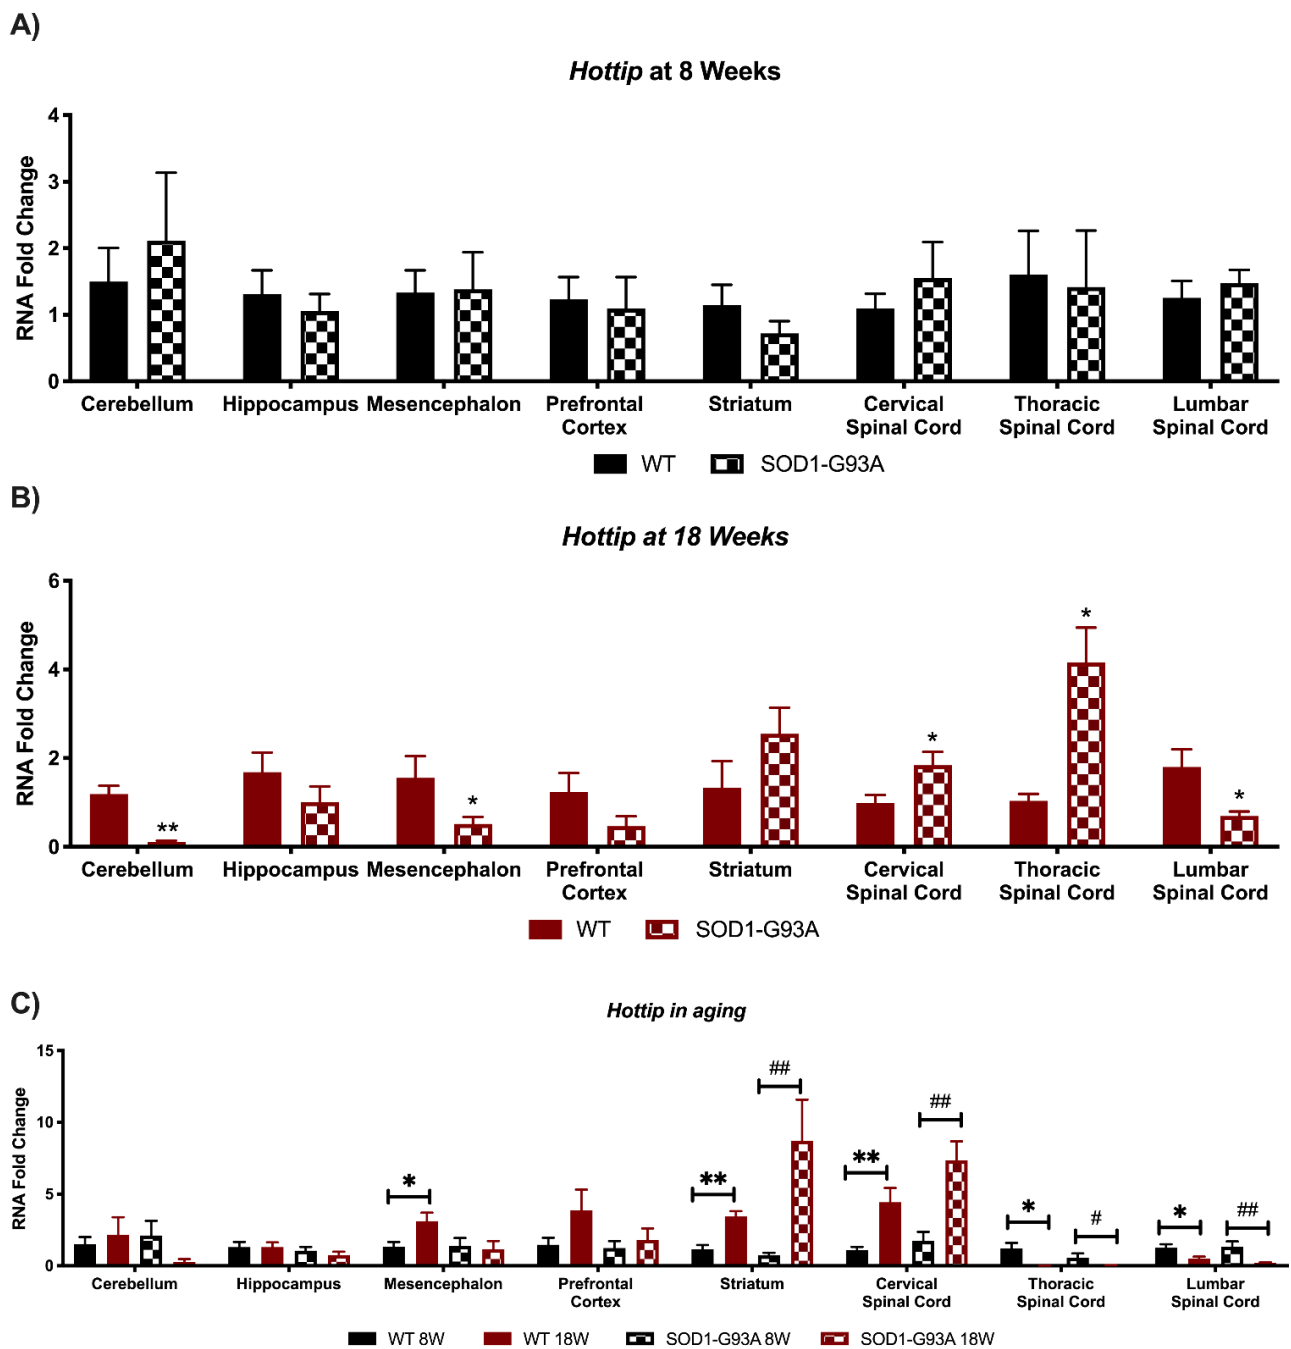 A)
Hottip at 8 Weeks
RNA Fold Change
4
3
2
1
0
Cerebellum
Hippocampus
Mesencephalon
Prefrontal
Cortex
Striatum
Cervical
Spinal Cord
Thoracic
Spinal Cord
Lumbar
Spinal Cord
WT
SOD1-G93A
B)
Hottip at 18 Weeks
RNA Fold Change
6
4
2
0
**
*
*
*
*
Cerebellum
Hippocampus
Mesencephalon
Prefrontal
Cortex
Striatum
Cervical
Spinal Cord
Thoracic
Spinal Cord
Lumbar
Spinal Cord
WT
SOD1-G93A
C)
Hottip in aging
RNA Fold Change
15
10
5
0
*
**
##
**
##
*
#
*
##
Cerebellum
Hippocampus
Mesencephalon
Prefrontal
Cortex
Striatum
Cervical
Spinal Cord
Thoracic
Spinal Cord
Lumbar
Spinal Cord
WT 8W
WT 18W
SOD1-G93A 8W
SOD1-G93A 18W